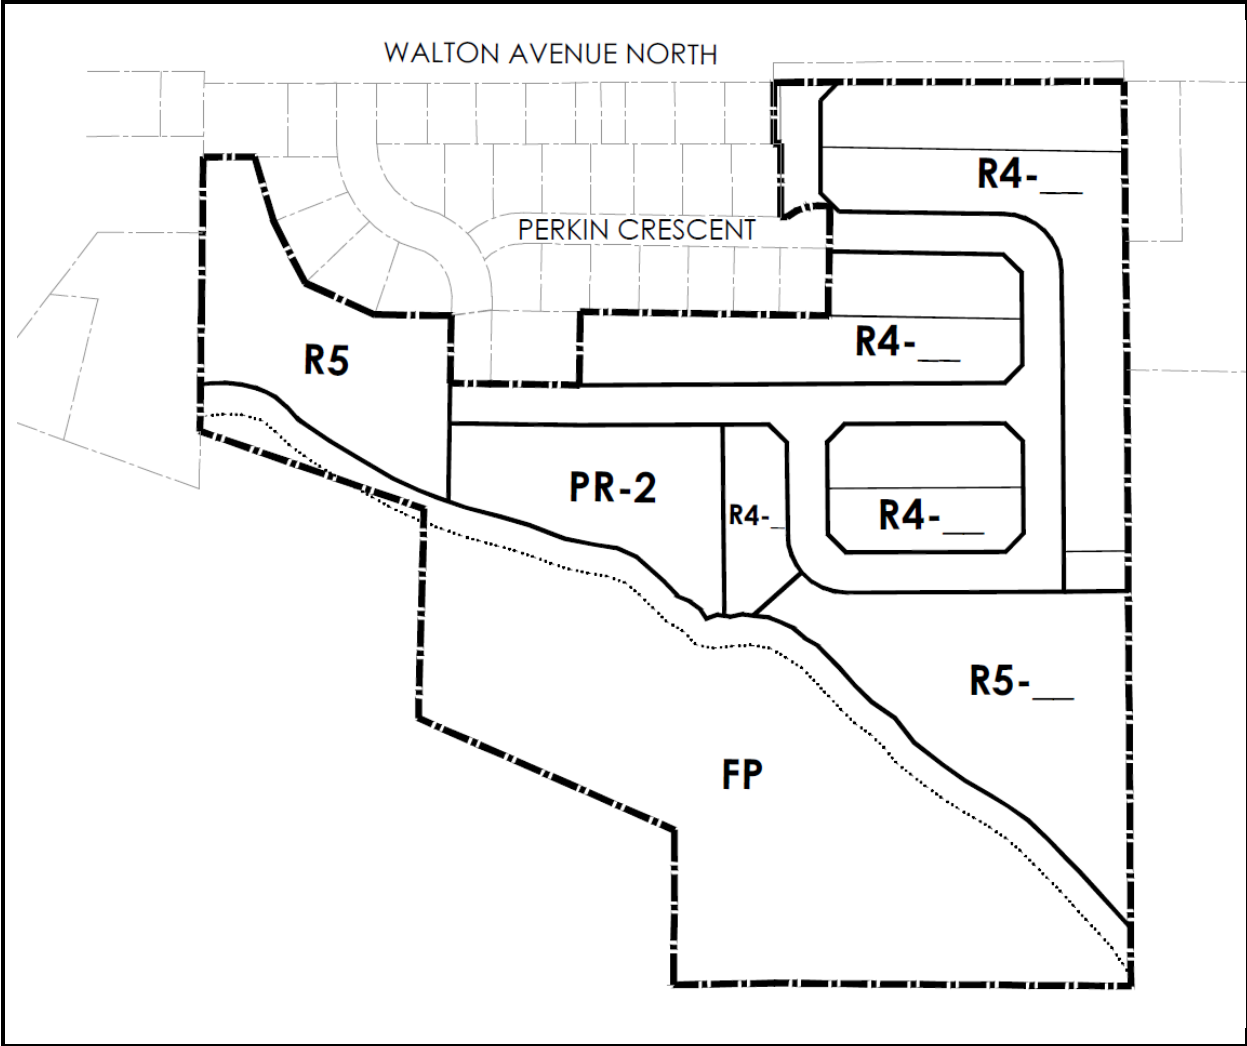 WALTON AVENUE NORTH
R4-__
PERKIN CRESCENT
R4-__
R5
PR-2
R4-_
R4-__
R5-__
FP